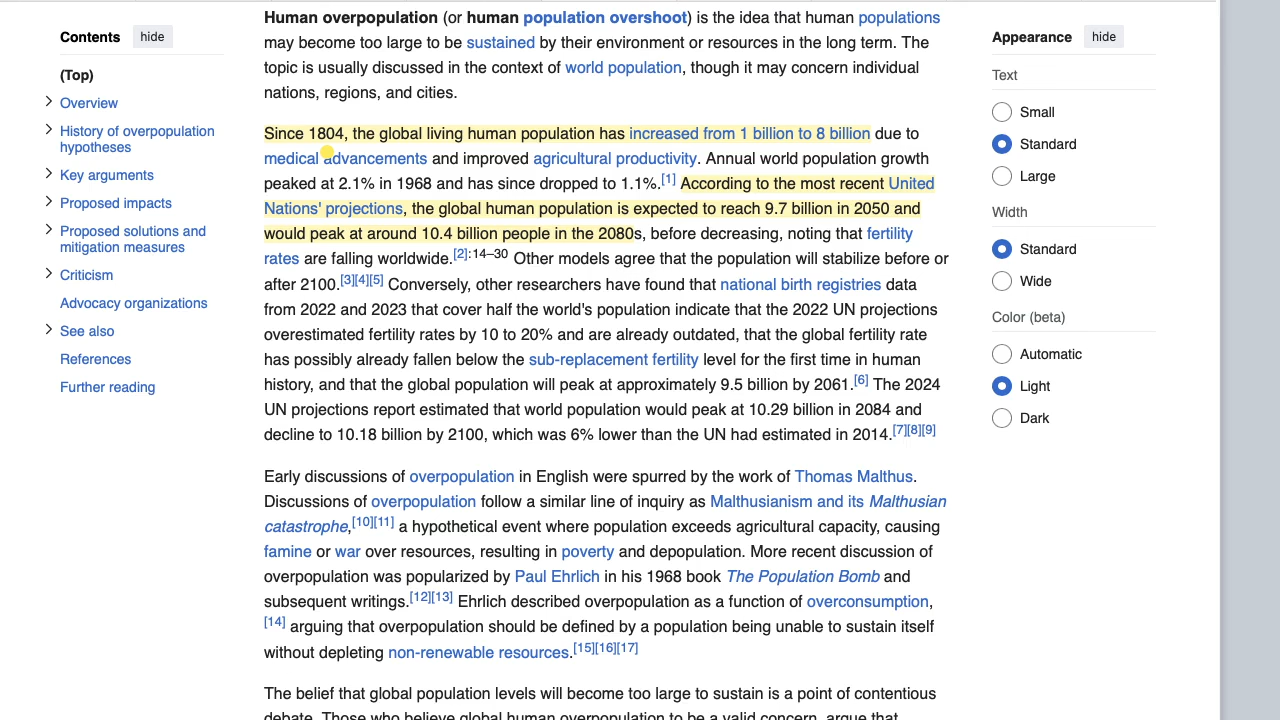 Contents hide
(Top)
Overview
History of overpopulation
hypotheses
Key arguments
Proposed impacts
Proposed solutions and
mitigation measures
Criticism
Advocacy organizations
See also
References
Further reading
Human overpopulation (or human population overshoot) is the idea that human populations
may become too large to be sustained by their environment or resources in the long term. The
topic is usually discussed in the context of world population, though it may concern individual
nations, regions, and cities.
Since 1804, the global living human population has increased from 1 billion to 8 billion due to
medical advancements and improved agricultural productivity. Annual world population growth
peaked at 2.1% in 1968 and has since dropped to 1.1%.[1] According to the most recent United
Nations' projections, the global human population is expected to reach 9.7 billion in 2050 and
would peak at around 10.4 billion people in the 2080s, before decreasing, noting that fertility
rates are falling worldwide.[2]:14–30 Other models agree that the population will stabilize before or
after 2100.[3][4][5] Conversely, other researchers have found that national birth registries data
from 2022 and 2023 that cover half the world's population indicate that the 2022 UN projections
overestimated fertility rates by 10 to 20% and are already outdated, that the global fertility rate
has possibly already fallen below the sub-replacement fertility level for the first time in human
history, and that the global population will peak at approximately 9.5 billion by 2061.[6] The 2024
UN projections report estimated that world population would peak at 10.29 billion in 2084 and
decline to 10.18 billion by 2100, which was 6% lower than the UN had estimated in 2014.[7][8][9]
Early discussions of overpopulation in English were spurred by the work of Thomas Malthus.
Discussions of overpopulation follow a similar line of inquiry as Malthusianism and its Malthusian
catastrophe,[10][11] a hypothetical event where population exceeds agricultural capacity, causing
famine or war over resources, resulting in poverty and depopulation. More recent discussion of
overpopulation was popularized by Paul Ehrlich in his 1968 book The Population Bomb and
subsequent writings.[12][13] Ehrlich described overpopulation as a function of overconsumption,
[14] arguing that overpopulation should be defined by a population being unable to sustain itself
without depleting non-renewable resources.[15][16][17]
The belief that global population levels will become too large to sustain is a point of contentious
debate. Those who believe global human overpopulation to be a valid concern, argue that
Appearance hide
Text
Small
Standard
Large
Width
Standard
Wide
Color (beta)
Automatic
Light
Dark